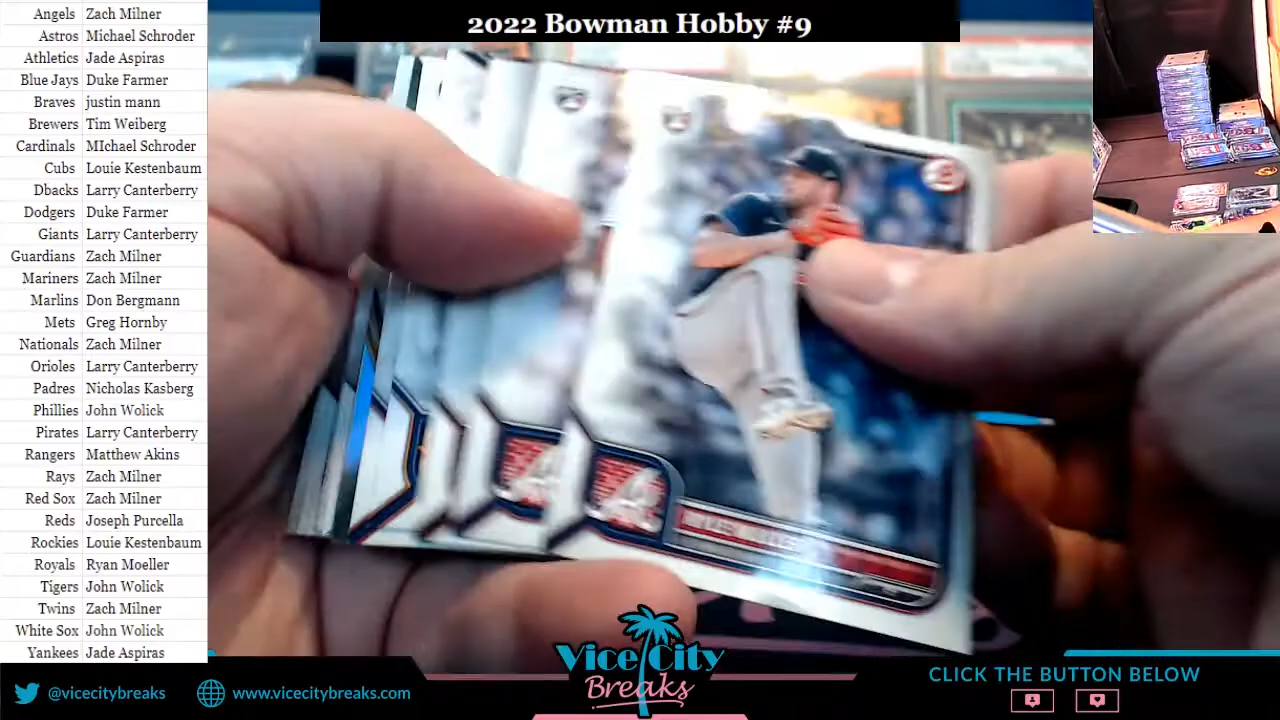 2022 Bowman Hobby #9
Angels Zach Milner
Astros Michael Schroder
Athletics Jade Aspiras
Blue Jays Duke Farmer
Braves justin mann
Brewers Tim Weiberg
Cardinals MIchael Schroder
Cubs Louie Kestenbaum
Dbacks Larry Canterberry
Dodgers Duke Farmer
Giants Larry Canterberry
Guardians Zach Milner
Mariners Zach Milner
Marlins Don Bergmann
Mets Greg Hornby
Nationals Zach Milner
Orioles Larry Canterberry
Padres Nicholas Kasberg
Phillies John Wolick
Pirates Larry Canterberry
Rangers Matthew Akins
Rays Zach Milner
Red Sox Zach Milner
Reds Joseph Purcella
Rockies Louie Kestenbaum
Royals Ryan Moeller
Tigers John Wolick
Twins Zach Milner
White Sox John Wolick
Yankees Jade Aspiras
@vicecitybreaks
www.vicecitybreaks.com
Vice City
Breaks
CLICK THE BUTTON BELOW